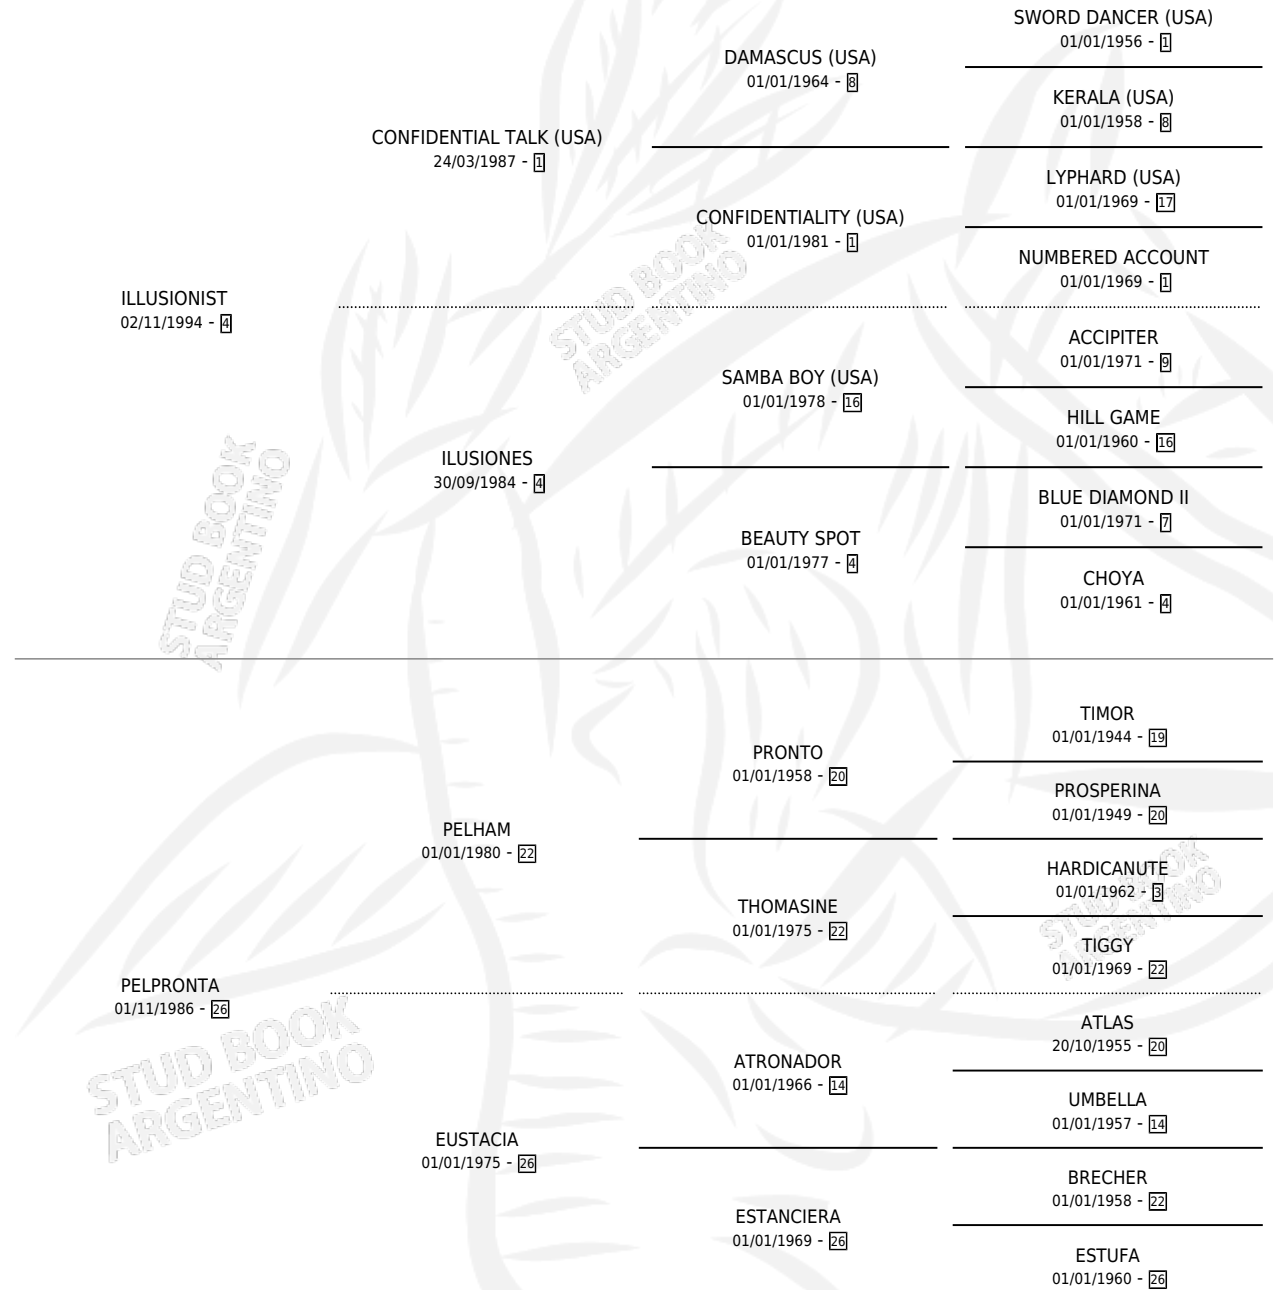 SWORD DANCER (USA)
01/01/1956 - 1
DAMASCUS (USA)
01/01/1964 - 8
KERALA (USA)
01/01/1958 - 8
CONFIDENTIAL TALK (USA)
24/03/1987 - 1
LYPHARD (USA)
01/01/1969 - 17
CONFIDENTIALITY (USA)
01/01/1981 - 1
NUMBERED ACCOUNT
01/01/1969 - 1
ILLUSIONIST
02/11/1994 - 4
ACCIPITER
01/01/1971 - 9
SAMBA BOY (USA)
01/01/1978 - 16
HILL GAME
01/01/1960 - 16
ILUSIONES
30/09/1984 - 4
BLUE DIAMOND II
01/01/1971 - 7
BEAUTY SPOT
01/01/1977 - 4
CHOYA
01/01/1961 - 4
STUD BOOK
ARGENTINO
STUD BOOK
ARGENTINO
TIMOR
01/01/1944 - 19
PRONTO
01/01/1958 - 20
PROSPERINA
01/01/1949 - 20
PELHAM
01/01/1980 - 22
HARDICANUTE
01/01/1962 - 3
THOMASINE
01/01/1975 - 22
TIGGY
01/01/1969 - 22
PELPRONTA
01/11/1986 - 26
ATLAS
20/10/1955 - 20
ATRONADOR
01/01/1966 - 14
UMBELLA
01/01/1957 - 14
EUSTACIA
01/01/1975 - 26
BRECHER
01/01/1958 - 22
ESTANCIERA
01/01/1969 - 26
ESTUFA
01/01/1960 - 26
STUD BOOK
ARGENTINO
STUD BOOK
ARGENTINO